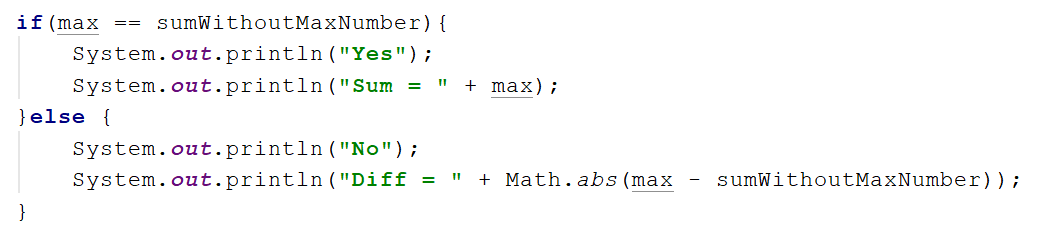 if(max == sumWithoutMaxNumber){
    System.out.println("Yes");
    System.out.println("Sum = " + max);
}else {
    System.out.println("No");
    System.out.println("Diff = " + Math.abs(max - sumWithoutMaxNumber));
}